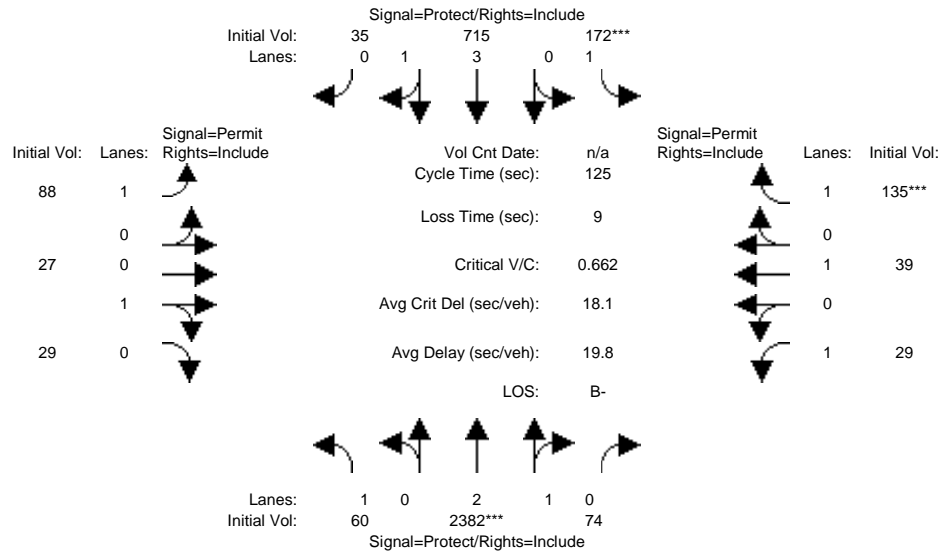 Signal=Protect/Rights=Include
Initial Vol: 35 715 172***
Lanes: 0 1 3 0 1
Signal=Permit Signal=Permit
Initial Vol: Lanes: Rights=Include Vol Cnt Date: n/a Rights=Include Lanes: Initial Vol:
Cycle Time (sec): 125
88 1 1 135***
Loss Time (sec): 9
0 0
27 0 Critical V/C: 0.662 1 39
1 Avg Crit Del (sec/veh): 18.1 0
29 0 Avg Delay (sec/veh): 19.8 1 29
LOS: B-
Lanes: 1 0 2 1 0
Initial Vol: 60 2382*** 74
Signal=Protect/Rights=Include